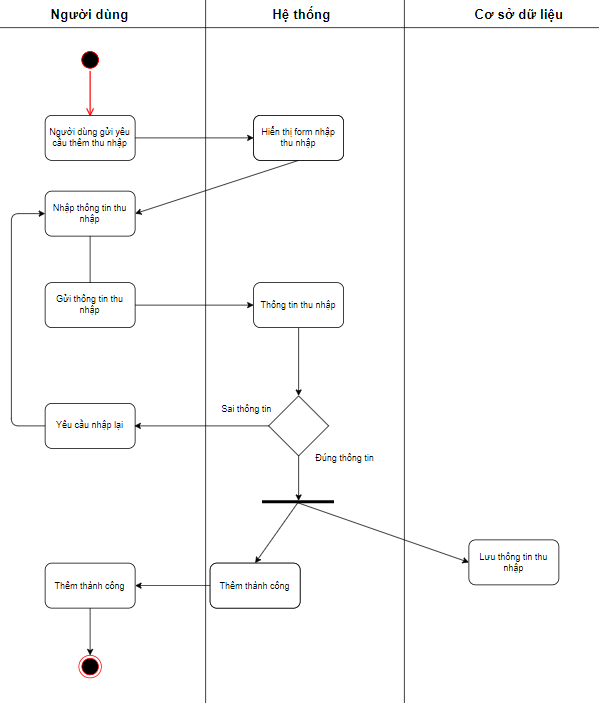 Người dùng
Hệ thống
Cơ sở dữ liệu
Người dùng gửi yêu
cầu thêm thu nhập
Hiển thị form nhập
thu nhập
Nhập thông tin thu
nhập
Gửi thông tin thu
nhập
Thông tin thu nhập
Sai thông tin
Yêu cầu nhập lại
Đúng thông tin
Lưu thông tin thu
nhập
Thêm thành công
Thêm thành công